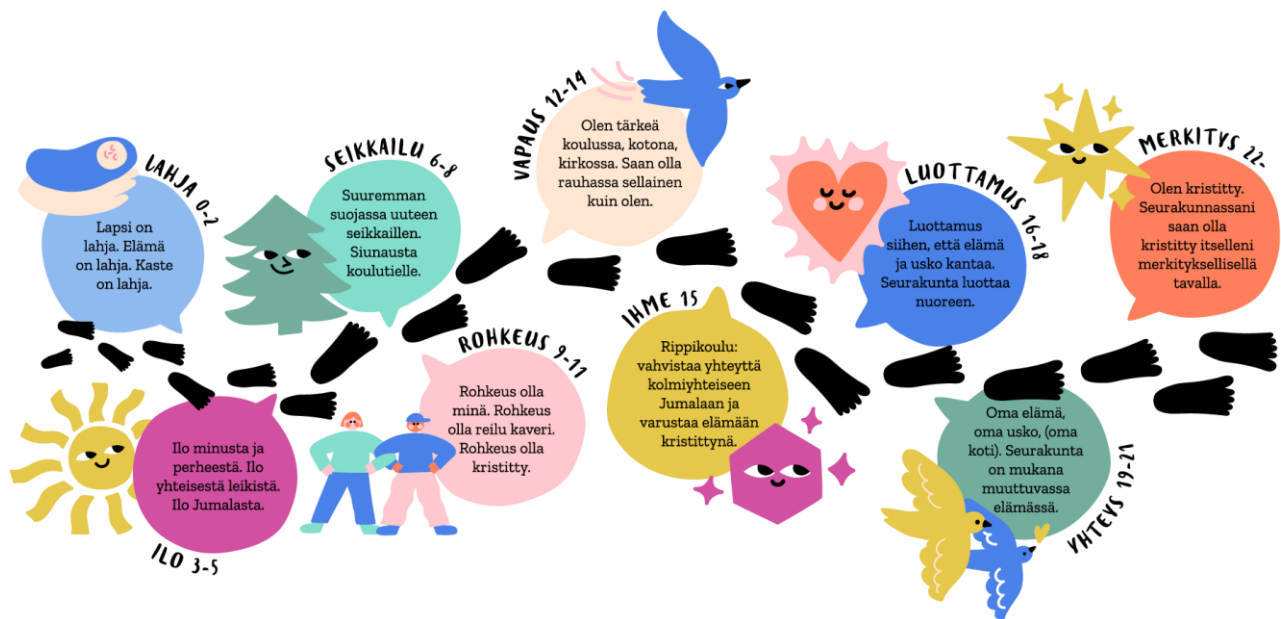 LAHJA 0-2
Lapsi on
lahja. Elämä
on lahja. Kaste
on lahja.
ILO 3-5
Ilo minusta ja
perheestä. Ilo
yhteisestä leikistä.
Ilo Jumalasta.
SEIKKAILU 6-8
Suuremman
suojassa uuteen
seikkaillen.
Siunausta
koulutielle.
ROHKEUS 9-11
Rohkeus olla
minä. Rohkeus
olla reilu kaveri.
Rohkeus olla
kristitty.
VAPAUS 12-14
Olen tärkeä
koulussa, kotona,
kirkossa. Saan olla
rauhassa sellainen
kuin olen.
IHME 15
Rippikoulu:
vahvistaa yhteyttä
kolmiyhteiseen
Jumalaan ja
varustaa elämään
kristittynä.
LUOTTAMUS 16-18
Luottamus
siihen, että elämä
ja usko kantaa.
Seurakunta luottaa
nuoreen.
YHTEYS 19-21
Oma elämä,
oma usko, (oma
koti). Seurakunta
on mukana
muuttuvassa
elämässä.
MERKITYS 22-
Olen kristitty.
Seurakunnassani
saan olla
kristitty itselleni
merkityksellisellä
tavalla.